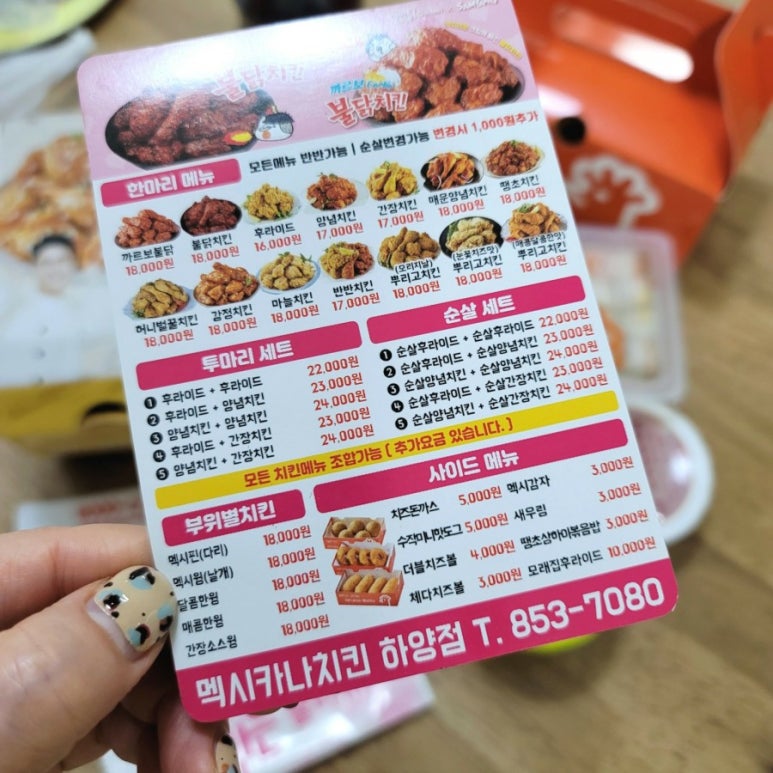 불닭치킨
까르보
불닭치킨
한마리 메뉴
모든메뉴 반반가능 | 순살변경가능 변경시 1,000원추가
까르보불닭 18,000원
불닭치킨 18,000원
후라이드 16,000원
양념치킨 17,000원
간장치킨 17,000원
매운양념치킨 18,000원
땡초치킨 18,000원
허니벌꿀치킨 18,000원
깜정치킨 18,000원
마늘치킨 18,000원
반반치킨 17,000원
(오리지날) 뿌리고치킨 18,000원
(눈꽃치즈맛) 뿌리고치킨 18,000원
(매콤달콤한맛) 뿌리고치킨 18,000원
투마리 세트
1 후라이드 + 후라이드 22,000원
2 후라이드 + 양념치킨 23,000원
3 양념치킨 + 양념치킨 24,000원
4 후라이드 + 간장치킨 23,000원
5 양념치킨 + 간장치킨 24,000원
순살 세트
1 순살후라이드 + 순살후라이드 22,000원
2 순살후라이드 + 순살양념치킨 23,000원
3 순살양념치킨 + 순살양념치킨 24,000원
4 순살후라이드 + 순살간장치킨 23,000원
5 순살양념치킨 + 순살간장치킨 24,000원
모든 치킨메뉴 조합가능 ( 추가요금 있습니다. )
부위별치킨
멕시핀(다리) 18,000원
멕시윙(날개) 18,000원
달콤한윙 18,000원
매콤한윙 18,000원
간장소스윙 18,000원
사이드 메뉴
치즈돈까스 5,000원
수작미니핫도그 5,000원
더블치즈볼 4,000원
체다치즈볼 3,000원
멕시감자 3,000원
새우링 3,000원
땡초삼하이볶음밥 3,000원
모래집후라이드 10,000원
멕시카나치킨 하양점 T. 853-7080